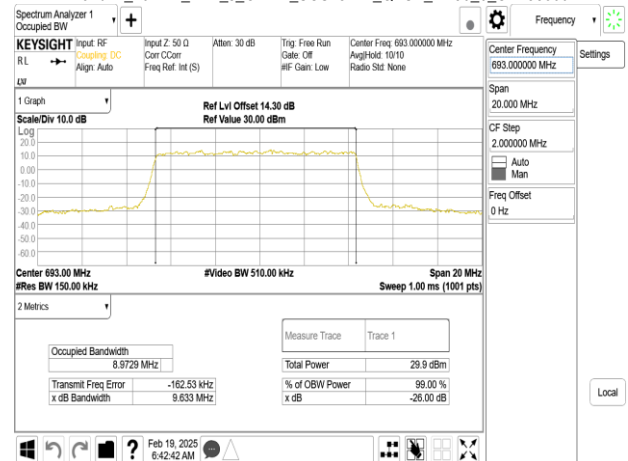 Spectrum Analyzer 1
Occupied BW
Frequency
KEYSIGHT
RL
Input: RF
Coupling: DC
Align: Auto
Input Z: 50 Ω
Corr CCorr
Freq Ref: Int (S)
Atten: 30 dB
Trig: Free Run
Gate: Off
#IF Gain: Low
Center Freq: 693.000000 MHz
Avg|Hold: 10/10
Radio Std: None
LXI
Center Frequency
693.000000 MHz
Settings
Span
20.000 MHz
CF Step
2.000000 MHz
Auto
Man
Freq Offset
0 Hz
Local
1 Graph
Scale/Div 10.0 dB
Ref Lvl Offset 14.30 dB
Ref Value 30.00 dBm
Log
20.0
10.0
0.00
-10.0
-20.0
-30.0
-40.0
-50.0
-60.0
Center 693.00 MHz
#Video BW 510.00 kHz
Span 20 MHz
#Res BW 150.00 kHz
Sweep 1.00 ms (1001 pts)
2 Metrics
Measure Trace
Trace 1
Occupied Bandwidth
8.9729 MHz
Total Power
29.9 dBm
Transmit Freq Error
-162.53 kHz
% of OBW Power
99.00 %
x dB Bandwidth
9.633 MHz
x dB
-26.00 dB
Feb 19, 2025
6:42:42 AM